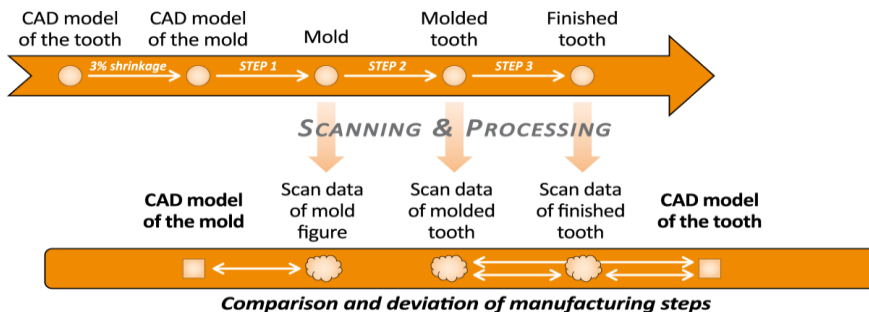 CAD model
of the tooth
CAD model
of the mold
Mold
Molded
tooth
Finished
tooth
3% shrinkage
STEP 1
STEP 2
STEP 3
SCANNING & PROCESSING
CAD model
of the mold
Scan data
of mold
figure
Scan data
of molded
tooth
Scan data
of finished
tooth
CAD model
of the tooth
Comparison and deviation of manufacturing steps